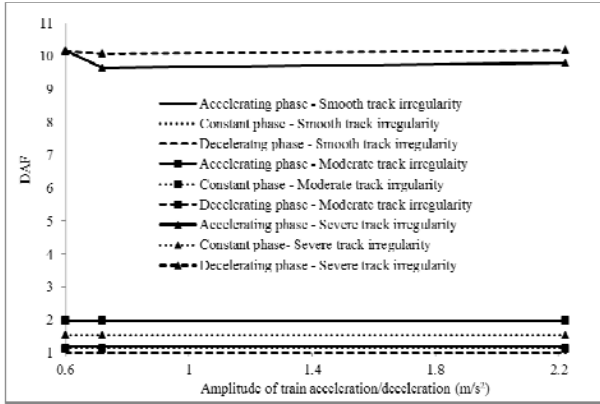 11
10
9
8
7
6
5
4
3
2
1
DAF
Accelerating phase - Smooth track irregularity
Constant phase - Smooth track irregularity
Deceleratng phase - Smooth track irregularity
Accelerating phase - Moderate track irregulaity
Constant phase - Moderate track irregularity
Decelerating phase - Moderate track irregularity
Accelerating phase - Severe track irregularity
Constant phase- Severe track irregularity
Decelerating phase - Severe track irregularity
0.6 1 1.4 1.8 2.2
Amplitude of train acceleration/deceleration (m/s²)